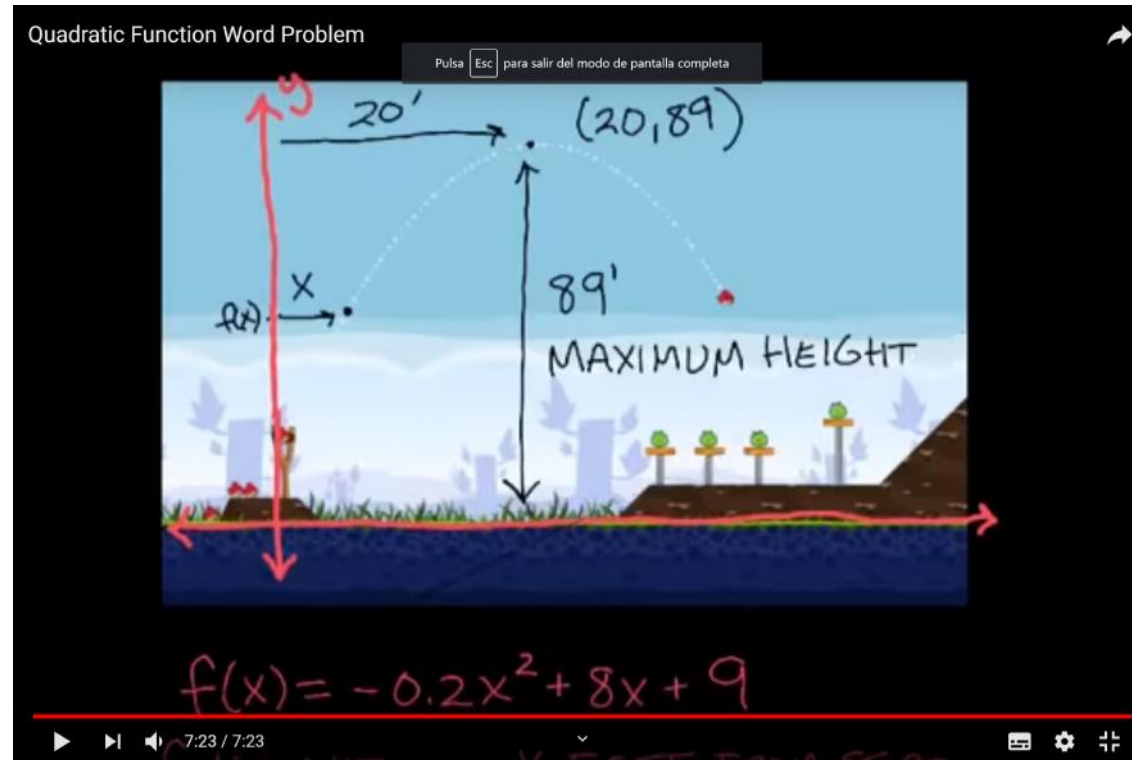 Quadratic Function Word Problem
Pulsa Esc para salir del modo de pantalla completa
y
20' (20,89)
x
f(x)
89'
MAXIMUM HEIGHT
f(x) = -0.2x² + 8x + 9
7:23 / 7:23